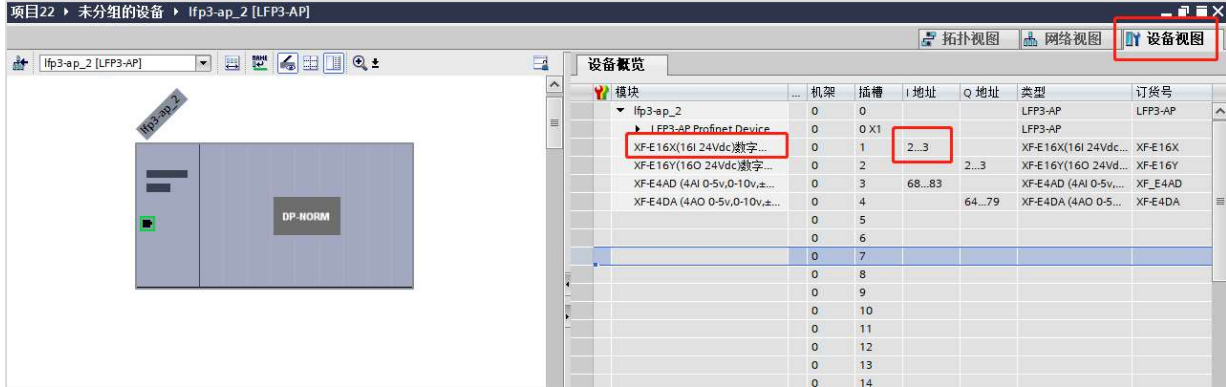 项目22 ▸ 未分组的设备 ▸ lfp3-ap_2 [LFP3-AP]
拓扑视图 网络视图 设备视图
lfp3-ap_2 [LFP3-AP]
设备概览
模块 ... 机架 插槽 I 地址 Q 地址 类型 订货号
lfp3-ap_2 0 0 LFP3-AP LFP3-AP
LFP3-AP Profinet Device 0 0 X1 LFP3-AP
XF-E16X(16I 24Vdc)数字... 0 1 2...3 XF-E16X(16I 24Vdc... XF-E16X
XF-E16Y(16O 24Vdc)数字... 0 2 2...3 XF-E16Y(16O 24Vd... XF-E16Y
XF-E4AD (4AI 0-5v,0-10v,±... 0 3 68...83 XF-E4AD (4AI 0-5v,... XF_E4AD
XF-E4DA (4AO 0-5v,0-10v,±... 0 4 64...79 XF-E4DA (4AO 0-5... XF-E4DA
0 5
0 6
0 7
0 8
0 9
0 10
0 11
0 12
0 13
0 14
lfp3-ap_2
DP-NORM